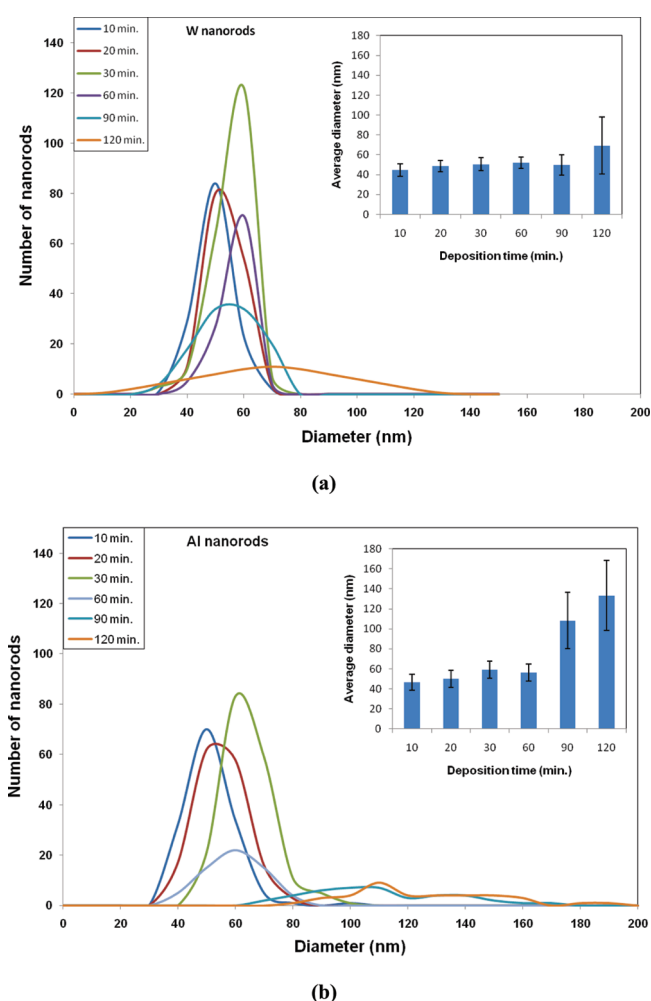 W nanorods
10 min.
20 min.
30 min.
60 min.
90 min.
120 min.
Number of nanorods
140
120
100
80
60
40
20
0
0 20 40 60 80 100 120 140 160 180 200
Diameter (nm)
Average diameter (nm)
180
160
140
120
100
80
60
40
20
0
10 20 30 60 90 120
Deposition time (min.)
(a)
Al nanorods
10 min.
20 min.
30 min.
60 min.
90 min.
120 min.
Number of nanorods
140
120
100
80
60
40
20
0
0 20 40 60 80 100 120 140 160 180 200
Diameter (nm)
Average diameter (nm)
180
160
140
120
100
80
60
40
20
0
10 20 30 60 90 120
Deposition time (min.)
(b)